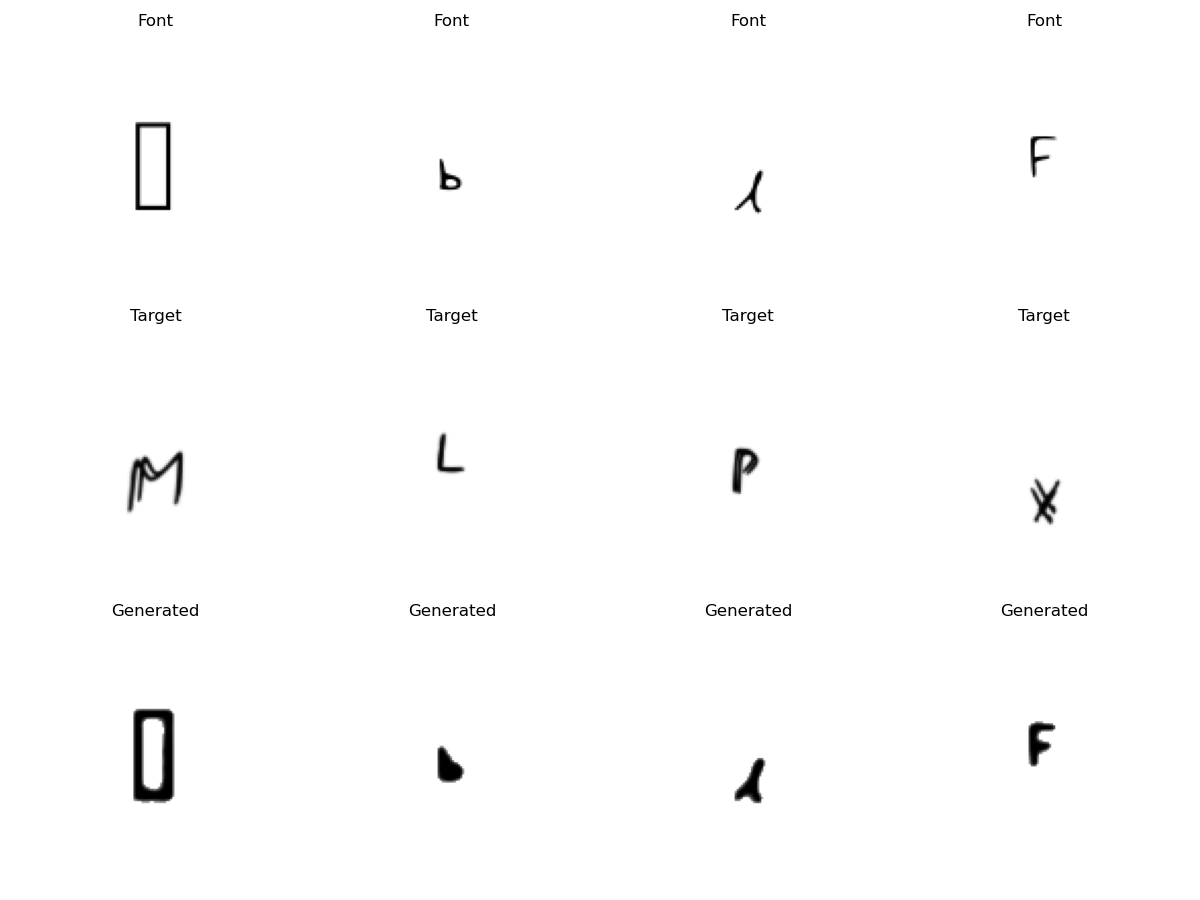 Font Font Font Font
b F
Target Target Target Target
M L P X
Generated Generated Generated Generated
b F